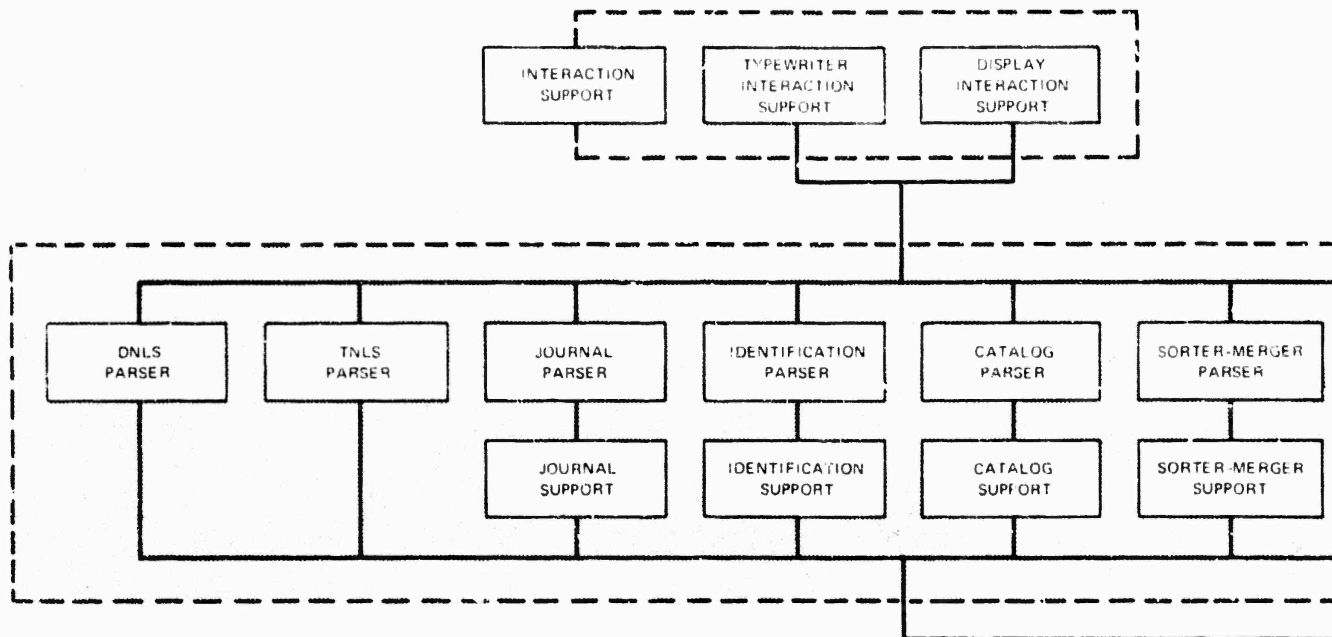 INTERACTION
SUPPORT
TYPEWRITER
INTERACTION
SUPPORT
DISPLAY
INTERACTION
SUPPORT
DNLS
PARSER
TNLS
PARSER
JOURNAL
PARSER
IDENTIFICATION
PARSER
CATALOG
PARSER
SORTER-MERGER
PARSER
JOURNAL
SUPPORT
IDENTIFICATION
SUPPORT
CATALOG
SUPPORT
SORTER-MERGER
SUPPORT